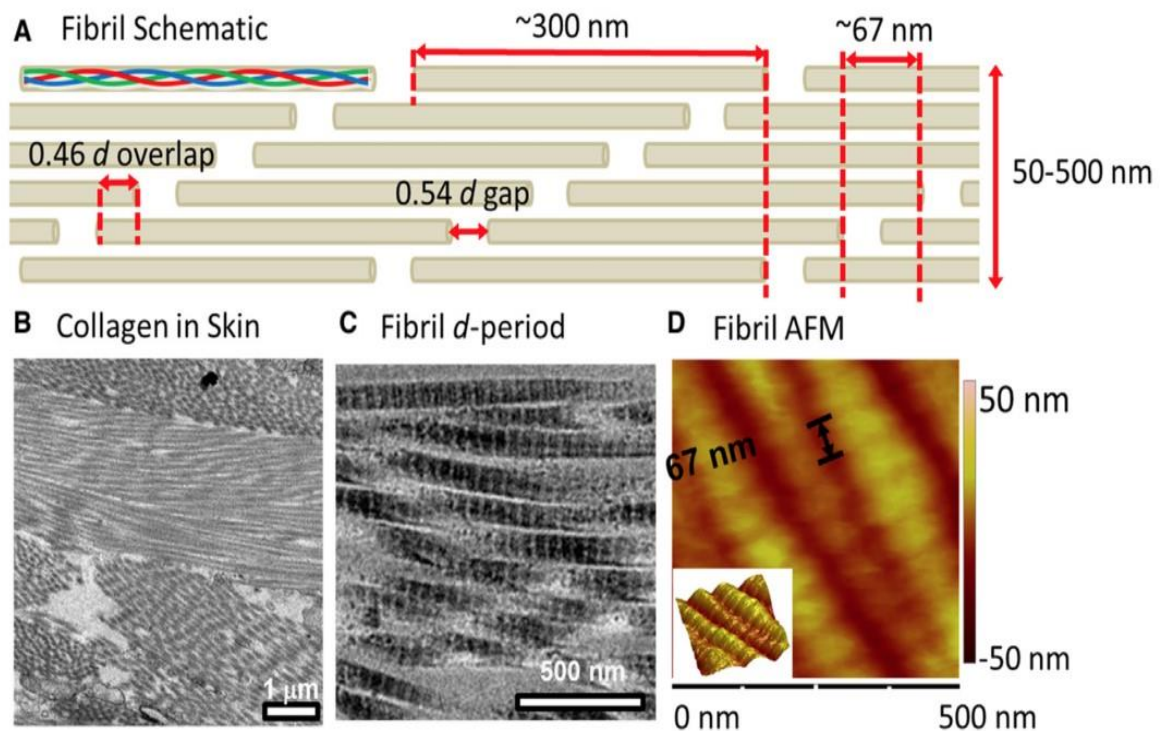 A Fibril Schematic
~300 nm
~67 nm
0.46 d overlap
0.54 d gap
50-500 nm
B Collagen in Skin
C Fibril d-period
D Fibril AFM
1 μm
500 nm
67 nm
50 nm
-50 nm
0 nm
500 nm